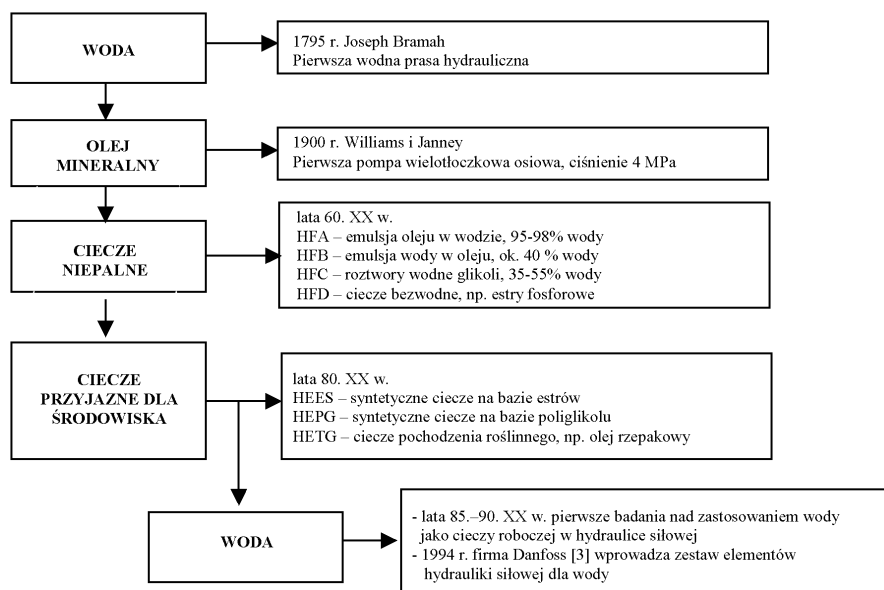 WODA
1795 r. Joseph Bramah
Pierwsza wodna prasa hydrauliczna
OLEJ
MINERALNY
1900 r. Williams i Janney
Pierwsza pompa wielotłoczkowa osiowa, ciśnienie 4 MPa
CIECZE
NIEPALNE
lata 60. XX w.
HFA – emulsja oleju w wodzie, 95-98% wody
HFB – emulsja wody w oleju, ok. 40 % wody
HFC – roztwory wodne glikoli, 35-55% wody
HFD – ciecze bezwodne, np. estry fosforowe
CIECZE
PRZYJAZNE DLA
ŚRODOWISKA
lata 80. XX w.
HEES – syntetyczne ciecze na bazie estrów
HEPG – syntetyczne ciecze na bazie poliglikolu
HETG – ciecze pochodzenia roślinnego, np. olej rzepakowy
WODA
- lata 85.–90. XX w. pierwsze badania nad zastosowaniem wody
jako cieczy roboczej w hydraulice siłowej
- 1994 r. firma Danfoss [3] wprowadza zestaw elementów
hydrauliki siłowej dla wody